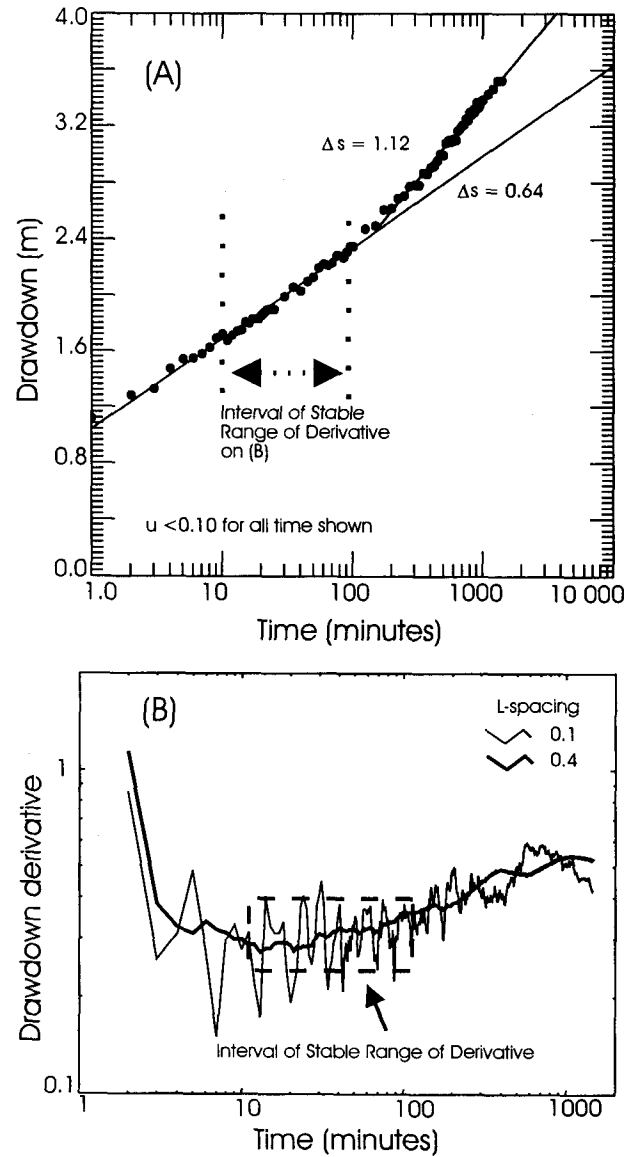 4.0
(A)
3.2
Δs = 1.12
Δs = 0.64
2.4
Drawdown (m)
1.6
Interval of Stable
Range of Derivative
on (B)
0.8
u <0.10 for all time shown
0.0
1.0 10 100 1000 10 000
Time (minutes)
(B)
L-spacing
0.1
0.4
1
Drawdown derivative
Interval of Stable Range of Derivative
0.1
1 10 100 1000
Time (minutes)